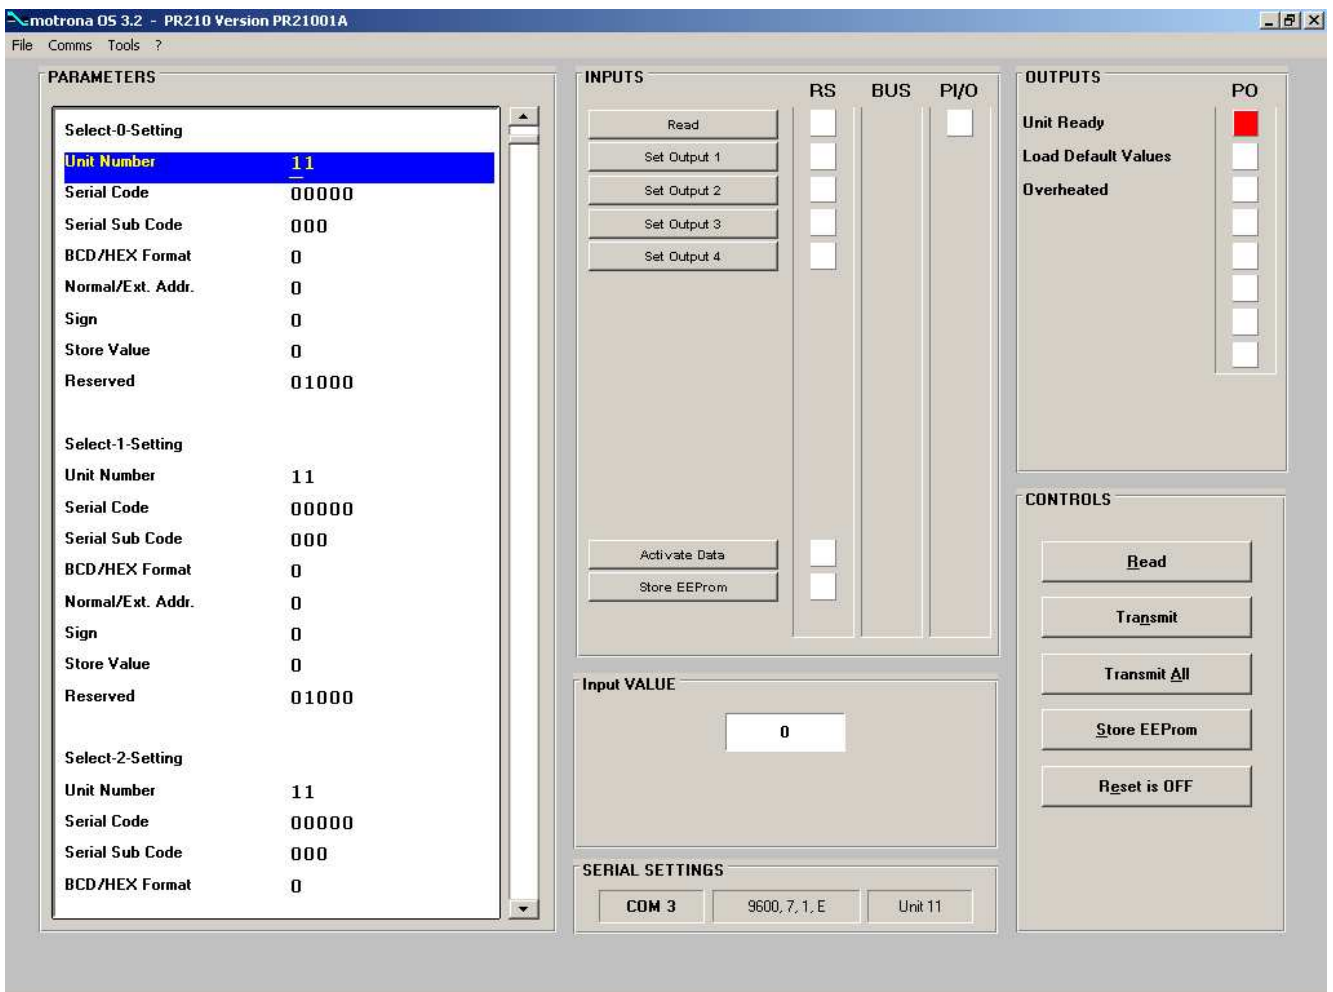 motrona OS 3.2 - PR210 Version PR21001A
File Comms Tools ?
PARAMETERS
Select-0-Setting
Unit Number 11
Serial Code 00000
Serial Sub Code 000
BCD/HEX Format 0
Normal/Ext. Addr. 0
Sign 0
Store Value 0
Reserved 01000
Select-1-Setting
Unit Number 11
Serial Code 00000
Serial Sub Code 000
BCD/HEX Format 0
Normal/Ext. Addr. 0
Sign 0
Store Value 0
Reserved 01000
Select-2-Setting
Unit Number 11
Serial Code 00000
Serial Sub Code 000
BCD/HEX Format 0
INPUTS
RS BUS PI/O
Read
Set Output 1
Set Output 2
Set Output 3
Set Output 4
Activate Data
Store EEProm
Input VALUE
0
SERIAL SETTINGS
COM 3 9600, 7, 1, E Unit 11
OUTPUTS
PO
Unit Ready
Load Default Values
Overheated
CONTROLS
Read
Transmit
Transmit All
Store EEProm
Reset is OFF